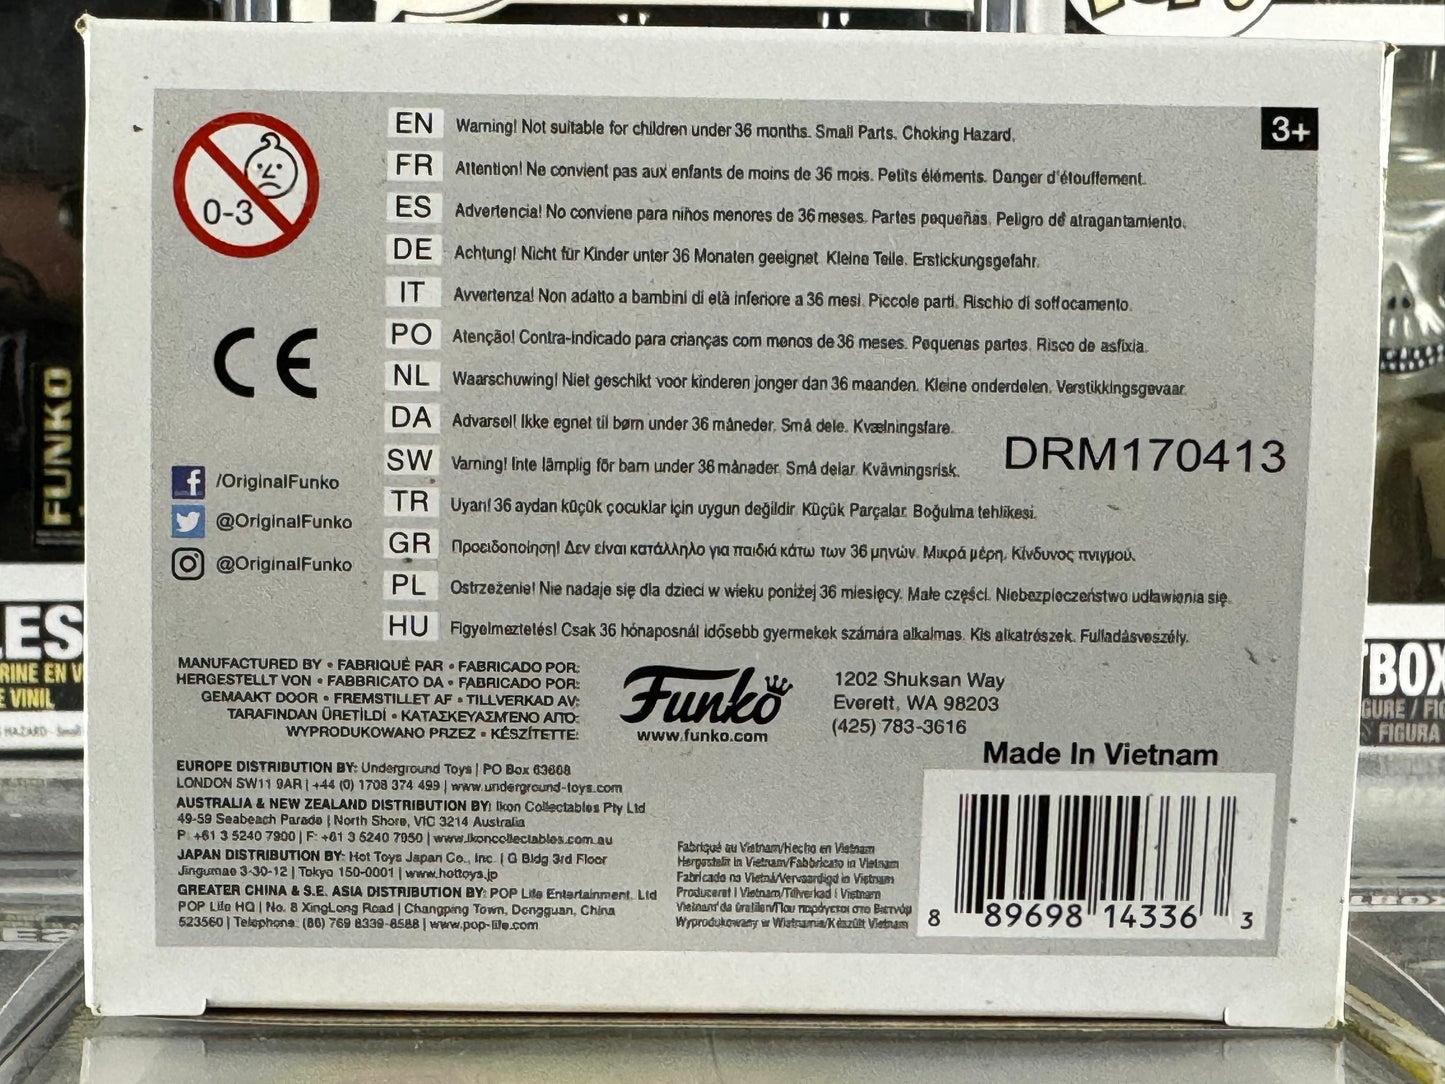 0-3
EN Warning! Not suitable for children under 36 months. Small Parts. Choking Hazard.
3+
FR Attention! Ne convient pas aux enfants de moins de 36 mois. Petits éléments. Danger d'étouffement.
ES Advertencia! No conviene para niños menores de 36 meses. Partes pequeñas. Peligro de atragantamiento.
DE Achtung! Nicht für Kinder unter 36 Monaten geeignet. Kleine Teile. Erstickungsgefahr.
IT Avvertenza! Non adatto a bambini di età inferiore a 36 mesi. Piccole parti. Rischio di soffocamento.
PO Atenção! Contra-indicado para crianças com menos de 36 meses. Pequenas partes. Risco de asfixia.
NL Waarschuwing! Niet geschikt voor kinderen jonger dan 36 maanden. Kleine onderdelen. Verstikkingsgevaar.
DA Advarsel! Ikke egnet til børn under 36 måneder. Små dele. Kvælningsfare.
SW Varning! Inte lämplig för barn under 36 månader. Små delar. Kvävningsrisk.
TR Uyarı! 36 aydan küçük çocuklar için uygun değildir. Küçük Parçalar. Boğulma tehlikesi.
GR Προειδοποίηση! Δεν είναι κατάλληλο για παιδιά κάτω των 36 μηνών. Μικρά μέρη. Κίνδυνος πνιγμού.
PL Ostrzeżenie! Nie nadaje się dla dzieci w wieku poniżej 36 miesięcy. Małe części. Niebezpieczeństwo udławienia się.
HU Figyelmeztetés! Csak 36 hónaposnál idősebb gyermekek számára alkalmas. Kis alkatrészek. Fulladásveszély.
CE
DRM170413
/OriginalFunko
@OriginalFunko
@OriginalFunko
MANUFACTURED BY • FABRIQUÉ PAR • FABRICADO POR:
HERGESTELLT VON • FABBRICATO DA • FABRICADO POR:
GEMAAKT DOOR • FREMSTILLET AF • TILLVERKAD AV:
TARAFINDAN ÜRETİLDİ • ΚΑΤΑΣΚΕΥΑΣΜΈΝΟ ΑΠΌ:
WYPRODUKOWANO PRZEZ • KÉSZÍTETTE:
Funko
www.funko.com
1202 Shuksan Way
Everett, WA 98203
(425) 783-3616
Made In Vietnam
EUROPE DISTRIBUTION BY: Underground Toys | PO Box 63608
LONDON SW11 9AR | +44 (0) 1708 374 499 | www.underground-toys.com
AUSTRALIA & NEW ZEALAND DISTRIBUTION BY: Ikon Collectables Pty Ltd
49-59 Seabeach Parade | North Shore, VIC 3214 Australia
P: +61 3 5240 7900 | F: +61 3 5240 7950 | www.ikoncollectables.com.au
JAPAN DISTRIBUTION BY: Hot Toys Japan Co., Inc. | G Bldg 3rd Floor
Jingumae 3-30-12 | Tokyo 150-0001 | www.hottoys.jp
GREATER CHINA & S.E. ASIA DISTRIBUTION BY: POP Life Entertainment, Ltd
POP Life HQ | No. 8 XingLong Road | Changping Town, Dongguan, China
523560 | Telephone: (86) 769 8339-8588 | www.pop-life.com
Fabriqué au Vietnam/Hecho en Vietnam
Hergestellt in Vietnam/Fabbricato in Vietnam
Fabricado no Vietnã/Vervaardigd in Vietnam
Produceret i Vietnam/Tillverkad i Vietnam
Vietnam'da üretilen/Που παράγεται στο Βιετνάμ
Wyprodukowany w Wietnamie/Készült Vietnam
8 89698 14336 3
FUNKO
LES
RINE EN V
E VINIL
HAZARD- Small
BOX
GURE / FIG
FIGURA